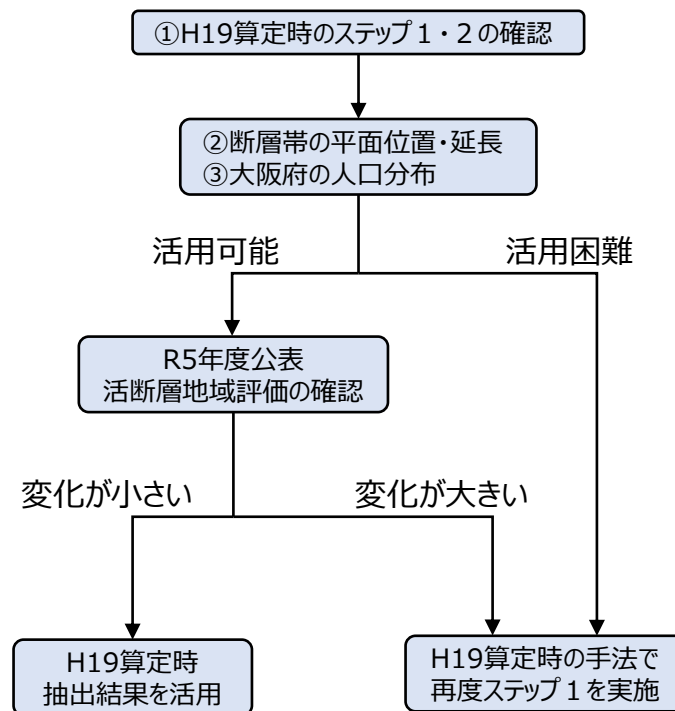 ①H19算定時のステップ１・２の確認
②断層帯の平面位置・延長
③大阪府の人口分布
活用可能
活用困難
R5年度公表
活断層地域評価の確認
変化が小さい
変化が大きい
H19算定時
抽出結果を活用
H19算定時の手法で
再度ステップ１を実施